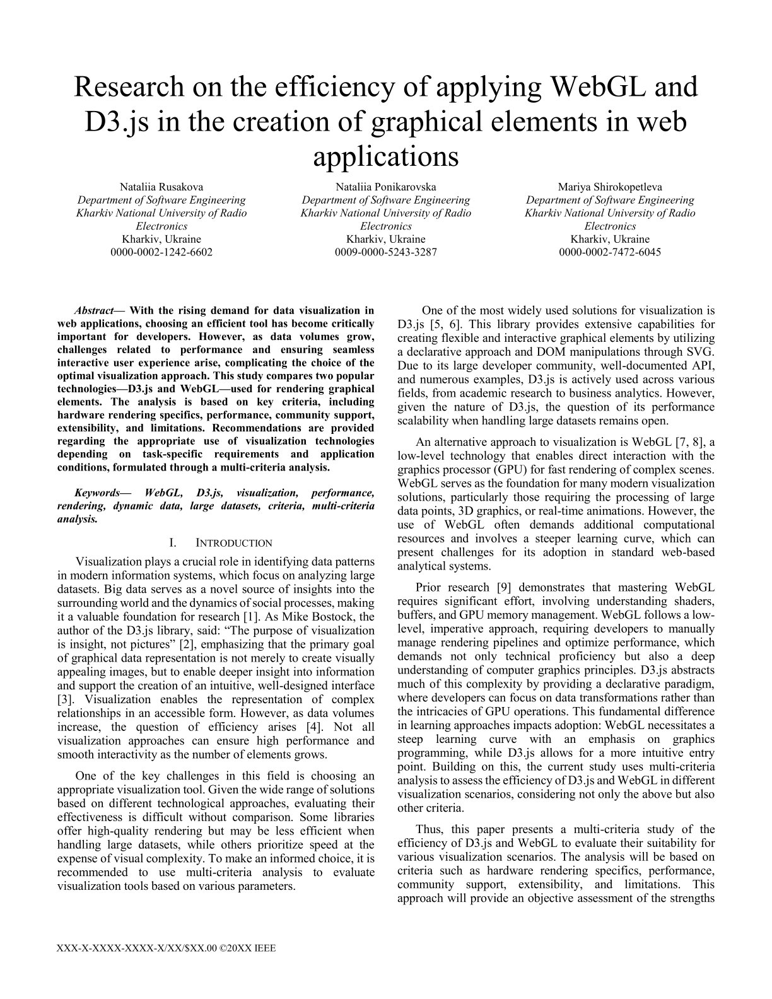 Research on the efficiency of applying WebGL and
D3.js in the creation of graphical elements in web
applications
Nataliia Rusakova
Department of Software Engineering
Kharkiv National University of Radio
Electronics
Kharkiv, Ukraine
0000-0002-1242-6602
Nataliia Ponikarovska
Department of Software Engineering
Kharkiv National University of Radio
Electronics
Kharkiv, Ukraine
0009-0000-5243-3287
Mariya Shirokopetleva
Department of Software Engineering
Kharkiv National University of Radio
Electronics
Kharkiv, Ukraine
0000-0002-7472-6045
Abstract— With the rising demand for data visualization in
web applications, choosing an efficient tool has become critically
important for developers. However, as data volumes grow,
challenges related to performance and ensuring seamless
interactive user experience arise, complicating the choice of the
optimal visualization approach. This study compares two popular
technologies—D3.js and WebGL—used for rendering graphical
elements. The analysis is based on key criteria, including
hardware rendering specifics, performance, community support,
extensibility, and limitations. Recommendations are provided
regarding the appropriate use of visualization technologies
depending on task-specific requirements and application
conditions, formulated through a multi-criteria analysis.
Keywords— WebGL, D3.js, visualization, performance,
rendering, dynamic data, large datasets, criteria, multi-criteria
analysis.
I. INTRODUCTION
Visualization plays a crucial role in identifying data patterns
in modern information systems, which focus on analyzing large
datasets. Big data serves as a novel source of insights into the
surrounding world and the dynamics of social processes, making
it a valuable foundation for research [1]. As Mike Bostock, the
author of the D3.js library, said: “The purpose of visualization
is insight, not pictures” [2], emphasizing that the primary goal
of graphical data representation is not merely to create visually
appealing images, but to enable deeper insight into information
and support the creation of an intuitive, well-designed interface
[3]. Visualization enables the representation of complex
relationships in an accessible form. However, as data volumes
increase, the question of efficiency arises [4]. Not all
visualization approaches can ensure high performance and
smooth interactivity as the number of elements grows.
One of the key challenges in this field is choosing an
appropriate visualization tool. Given the wide range of solutions
based on different technological approaches, evaluating their
effectiveness is difficult without comparison. Some libraries
offer high-quality rendering but may be less efficient when
handling large datasets, while others prioritize speed at the
expense of visual complexity. To make an informed choice, it is
recommended to use multi-criteria analysis to evaluate
visualization tools based on various parameters.
One of the most widely used solutions for visualization is
D3.js [5, 6]. This library provides extensive capabilities for
creating flexible and interactive graphical elements by utilizing
a declarative approach and DOM manipulations through SVG.
Due to its large developer community, well-documented API,
and numerous examples, D3.js is actively used across various
fields, from academic research to business analytics. However,
given the nature of D3.js, the question of its performance
scalability when handling large datasets remains open.
An alternative approach to visualization is WebGL [7, 8], a
low-level technology that enables direct interaction with the
graphics processor (GPU) for fast rendering of complex scenes.
WebGL serves as the foundation for many modern visualization
solutions, particularly those requiring the processing of large
data points, 3D graphics, or real-time animations. However, the
use of WebGL often demands additional computational
resources and involves a steeper learning curve, which can
present challenges for its adoption in standard web-based
analytical systems.
Prior research [9] demonstrates that mastering WebGL
requires significant effort, involving understanding shaders,
buffers, and GPU memory management. WebGL follows a low-
level, imperative approach, requiring developers to manually
manage rendering pipelines and optimize performance, which
demands not only technical proficiency but also a deep
understanding of computer graphics principles. D3.js abstracts
much of this complexity by providing a declarative paradigm,
where developers can focus on data transformations rather than
the intricacies of GPU operations. This fundamental difference
in learning approaches impacts adoption: WebGL necessitates a
steep learning curve with an emphasis on graphics
programming, while D3.js allows for a more intuitive entry
point. Building on this, the current study uses multi-criteria
analysis to assess the efficiency of D3.js and WebGL in different
visualization scenarios, considering not only the above but also
other criteria.
Thus, this paper presents a multi-criteria study of the
efficiency of D3.js and WebGL to evaluate their suitability for
various visualization scenarios. The analysis will be based on
criteria such as hardware rendering specifics, performance,
community support, extensibility, and limitations. This
approach will provide an objective assessment of the strengths
XXX-X-XXXX-XXXX-X/XX/$XX.00 ©20XX IEEE